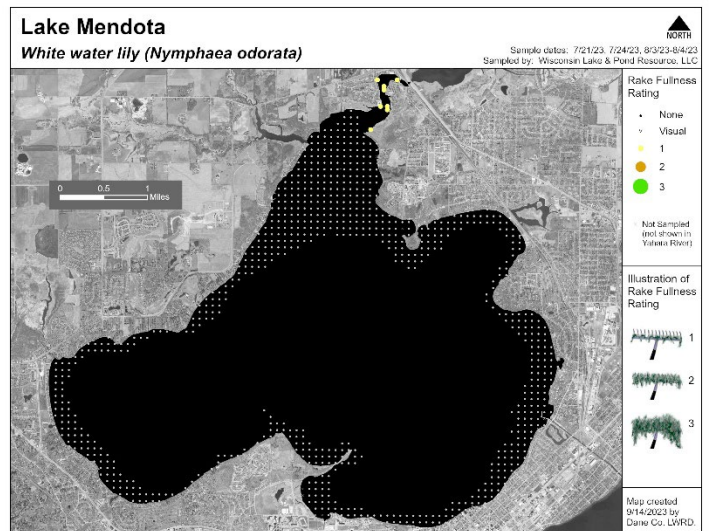 Lake Mendota
White water lily (Nymphaea odorata)
NORTH
Sample dates: 7/21/23, 7/24/23, 8/3/23-8/4/23
Sampled by: Wisconsin Lake & Pond Resource, LLC
0 0.5 1
Miles
Rake Fullness
Rating
None
Visual
1
2
3
Not Sampled
(not shown in
Yahara River)
Illustration of
Rake Fullness
Rating
1
2
3
Map created
9/14/2023 by
Dane Co. LWRD.